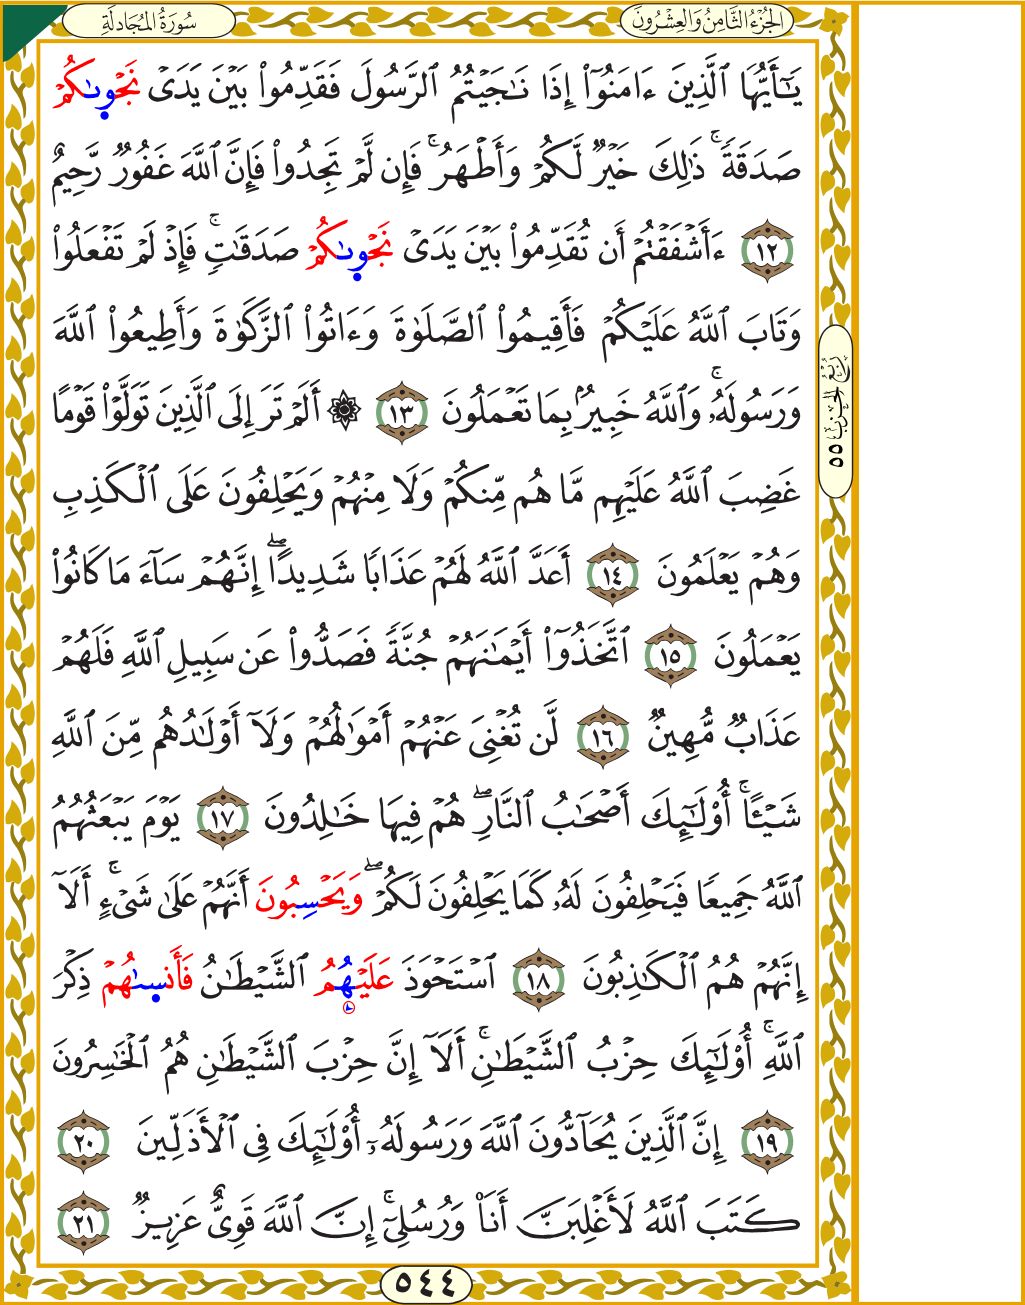 الجُزْءُ الثَّامِنُ وَالعِشْرُونَ
سُورَةُ المُجَادلَةِ
يَـٰٓأَيُّهَا ٱلَّذِينَ ءَامَنُوٓا۟ إِذَا نَـٰجَيْتُمُ ٱلرَّسُولَ فَقَدِّمُوا۟ بَيْنَ يَدَىْ نَجْوىٰكُمْ
صَدَقَةً ۚ ذَٰلِكَ خَيْرٌ لَّكُمْ وَأَطْهَرُ ۚ فَإِن لَّمْ تَجِدُوا۟ فَإِنَّ ٱللَّهَ غَفُورٌ رَّحِيمٌ
١٢ ءَأَشْفَقْتُمْ أَن تُقَدِّمُوا۟ بَيْنَ يَدَىْ نَجْوىٰكُمْ صَدَقَـٰتٍ ۚ فَإِذْ لَمْ تَفْعَلُوا۟
وَتَابَ ٱللَّهُ عَلَيْكُمْ فَأَقِيمُوا۟ ٱلصَّلَوٰةَ وَءَاتُوا۟ ٱلزَّكَوٰةَ وَأَطِيعُوا۟ ٱللَّهَ
وَرَسُولَهُۥ ۚ وَٱللَّهُ خَبِيرٌۢ بِمَا تَعْمَلُونَ ١٣ ۞ أَلَمْ تَرَ إِلَى ٱلَّذِينَ تَوَلَّوْا۟ قَوْمًا
غَضِبَ ٱللَّهُ عَلَيْهِم مَّا هُم مِّنكُمْ وَلَا مِنْهُمْ وَيَحْلِفُونَ عَلَى ٱلْكَذِبِ
وَهُمْ يَعْلَمُونَ ١٤ أَعَدَّ ٱللَّهُ لَهُمْ عَذَابًا شَدِيدًا ۖ إِنَّهُمْ سَآءَ مَا كَانُوا۟
يَعْمَلُونَ ١٥ ٱتَّخَذُوٓا۟ أَيْمَـٰنَهُمْ جُنَّةً فَصَدُّوا۟ عَن سَبِيلِ ٱللَّهِ فَلَهُمْ
عَذَابٌ مُّهِينٌ ١٦ لَّن تُغْنِىَ عَنْهُمْ أَمْوَٰلُهُمْ وَلَآ أَوْلَـٰدُهُم مِّنَ ٱللَّهِ
شَيْـًٔا ۚ أُو۟لَـٰٓئِكَ أَصْحَـٰبُ ٱلنَّارِ ۖ هُمْ فِيهَا خَـٰلِدُونَ ١٧ يَوْمَ يَبْعَثُهُمُ
ٱللَّهُ جَمِيعًا فَيَحْلِفُونَ لَهُۥ كَمَا يَحْلِفُونَ لَكُمْ ۖ وَيَحْسِبُونَ أَنَّهُمْ عَلَىٰ شَىْءٍ ۚ أَلَآ
إِنَّهُمْ هُمُ ٱلْكَـٰذِبُونَ ١٨ ٱسْتَحْوَذَ عَلَيْهُمُ ٱلشَّيْطَـٰنُ فَأَنسىٰهُمْ ذِكْرَ
ٱللَّهِ ۚ أُو۟لَـٰٓئِكَ حِزْبُ ٱلشَّيْطَـٰنِ ۚ أَلَآ إِنَّ حِزْبَ ٱلشَّيْطَـٰنِ هُمُ ٱلْخَـٰسِرُونَ
١٩ إِنَّ ٱلَّذِينَ يُحَآدُّونَ ٱللَّهَ وَرَسُولَهُۥٓ أُو۟لَـٰٓئِكَ فِى ٱلْأَذَلِّينَ ٢٠
كَتَبَ ٱللَّهُ لَأَغْلِبَنَّ أَنَا۠ وَرُسُلِىٓ ۚ إِنَّ ٱللَّهَ قَوِىٌّ عَزِيزٌ ٢١
رُبْعُ الحِزْبِ ٥٥
٥٤٤